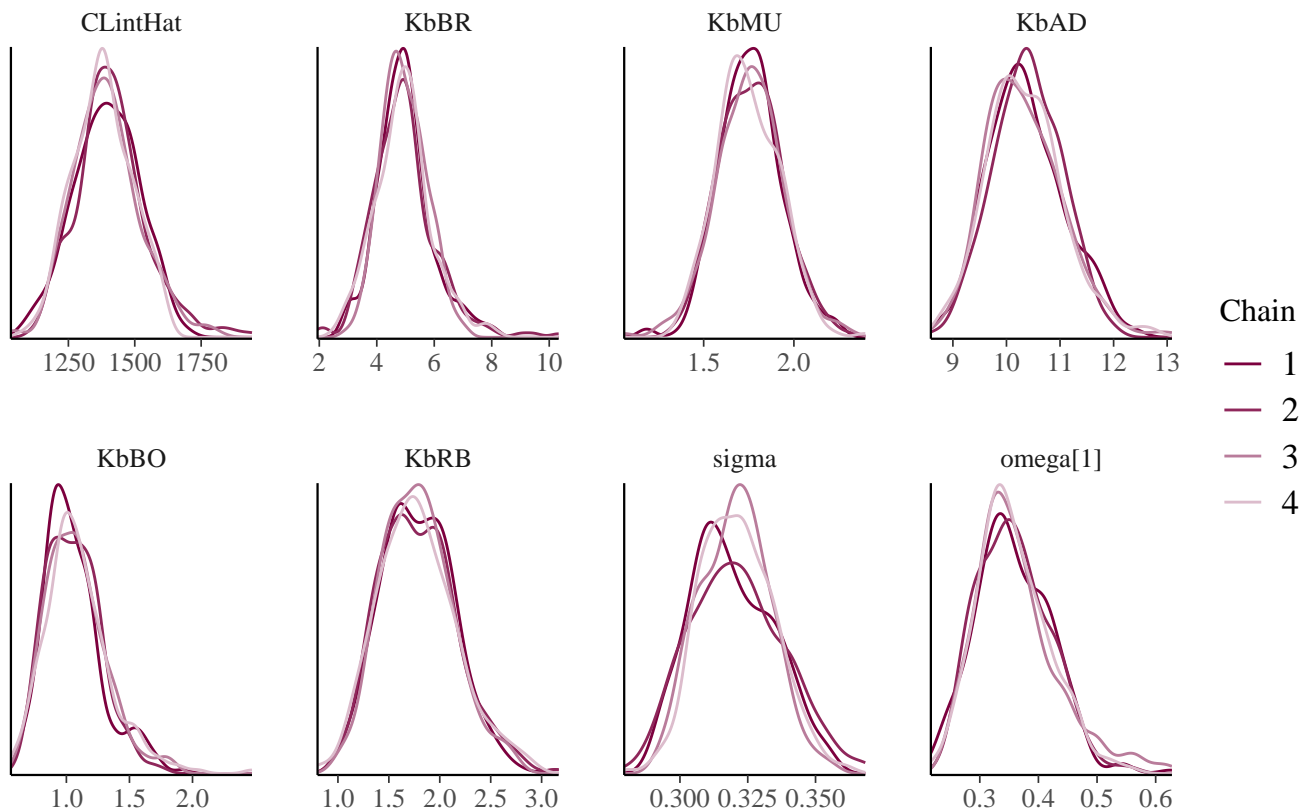 CLintHat
KbBR
KbMU
KbAD
1250 1500 1750
2 4 6 8 10
1.5 2.0
9 10 11 12 13
Chain
1
2
3
4
KbBO
KbRB
sigma
omega[1]
1.0 1.5 2.0
1.0 1.5 2.0 2.5 3.0
0.300 0.325 0.350
0.3 0.4 0.5 0.6